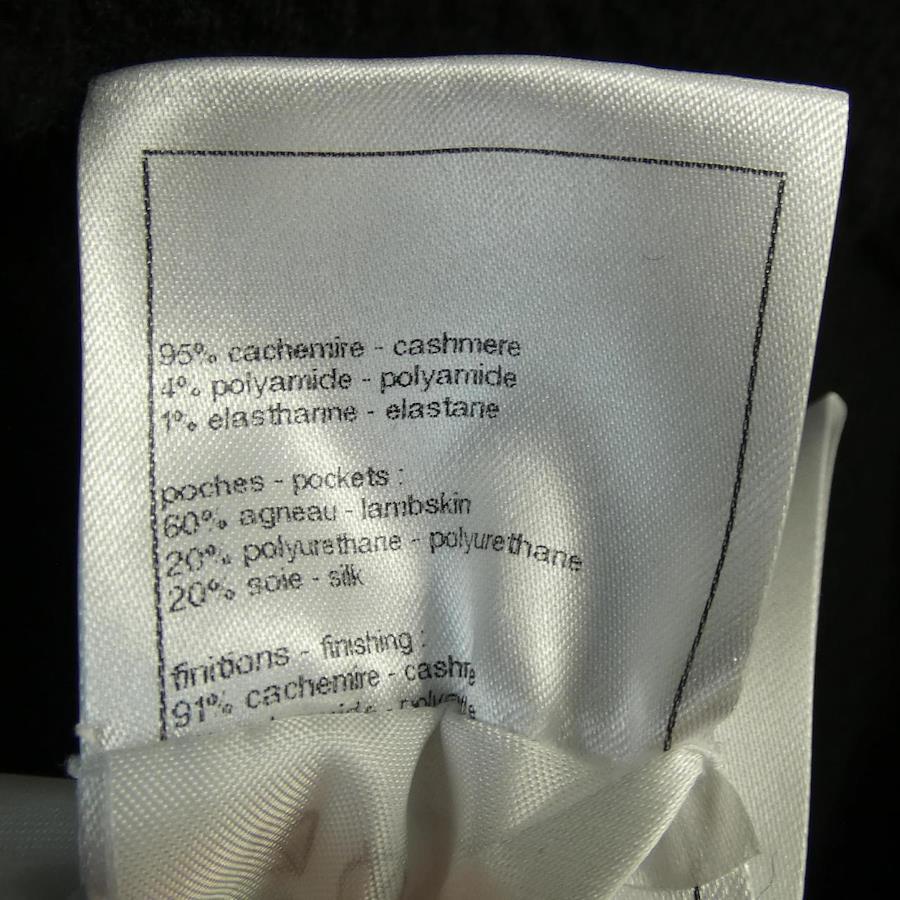 95% cachemire - cashmere
4% polyamide - polyamide
1% elasthanne - elastane
poches - pockets :
60% agneau - lambskin
20% polyurethane - polyurethane
20% soie - silk
finitions - finishing :
91% cachemire -